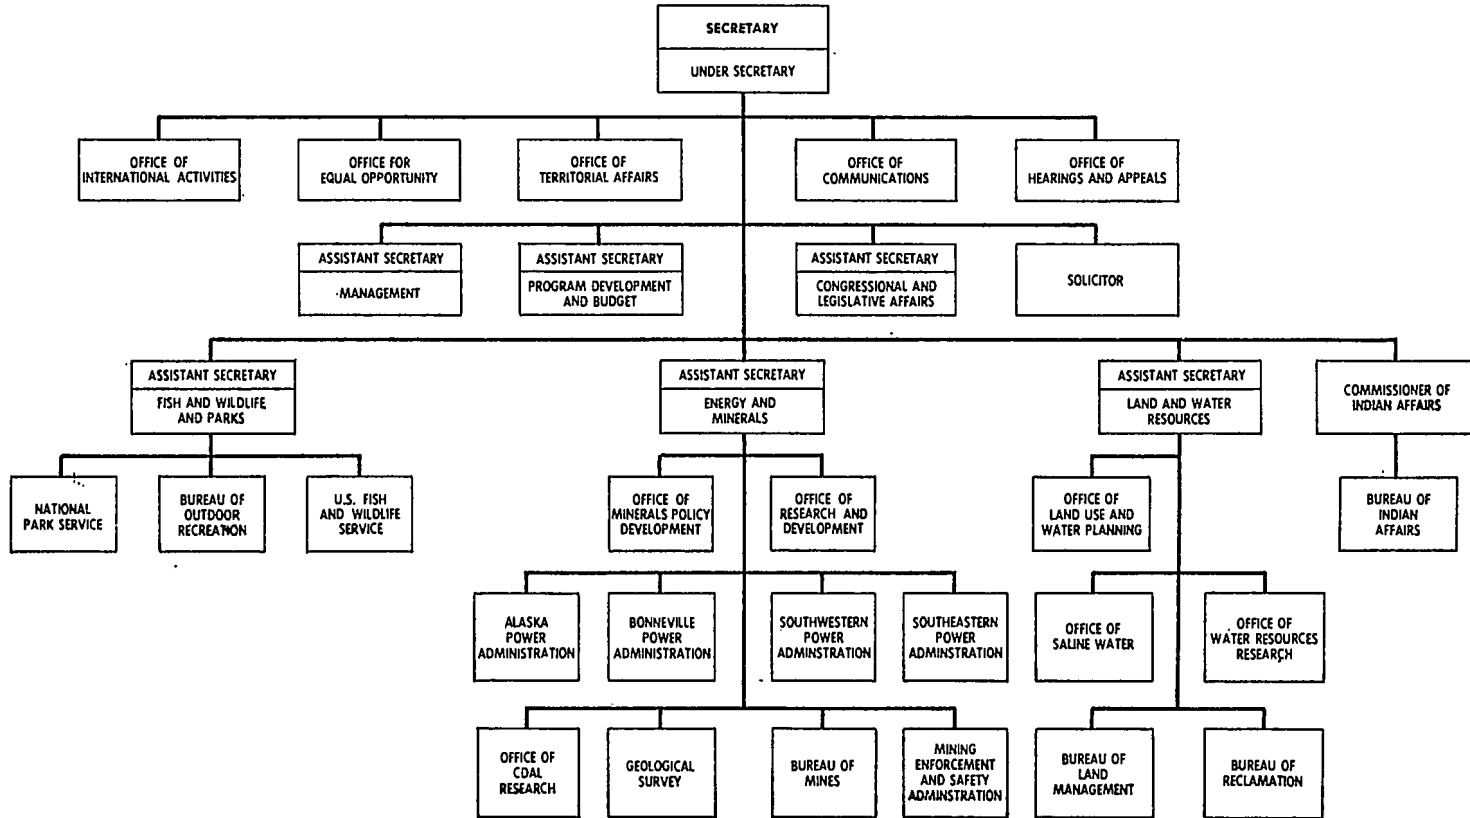 SECRETARY
UNDER SECRETARY
OFFICE OF
INTERNATIONAL ACTIVITIES
OFFICE FOR
EQUAL OPPORTUNITY
OFFICE OF
TERRITORIAL AFFAIRS
OFFICE OF
COMMUNICATIONS
OFFICE OF
HEARINGS AND APPEALS
ASSISTANT SECRETARY
MANAGEMENT
ASSISTANT SECRETARY
PROGRAM DEVELOPMENT
AND BUDGET
ASSISTANT SECRETARY
CONGRESSIONAL AND
LEGISLATIVE AFFAIRS
SOLICITOR
ASSISTANT SECRETARY
FISH AND WILDLIFE
AND PARKS
ASSISTANT SECRETARY
ENERGY AND
MINERALS
ASSISTANT SECRETARY
LAND AND WATER
RESOURCES
COMMISSIONER OF
INDIAN AFFAIRS
NATIONAL
PARK SERVICE
BUREAU OF
OUTDOOR
RECREATION
U.S. FISH
AND WILDLIFE
SERVICE
OFFICE OF
MINERALS POLICY
DEVELOPMENT
OFFICE OF
RESEARCH AND
DEVELOPMENT
OFFICE OF
LAND USE AND
WATER PLANNING
BUREAU OF
INDIAN
AFFAIRS
ALASKA
POWER
ADMINISTRATION
BONNEVILLE
POWER
ADMINISTRATION
SOUTHWESTERN
POWER
ADMINSTRATION
SOUTHEASTERN
POWER
ADMINSTRATION
OFFICE OF
SALINE WATER
OFFICE OF
WATER RESOURCES
RESEARCH
OFFICE OF
COAL
RESEARCH
GEOLOGICAL
SURVEY
BUREAU OF
MINES
MINING
ENFORCEMENT
AND SAFETY
ADMINSTRATION
BUREAU OF
LAND
MANAGEMENT
BUREAU OF
RECLAMATION